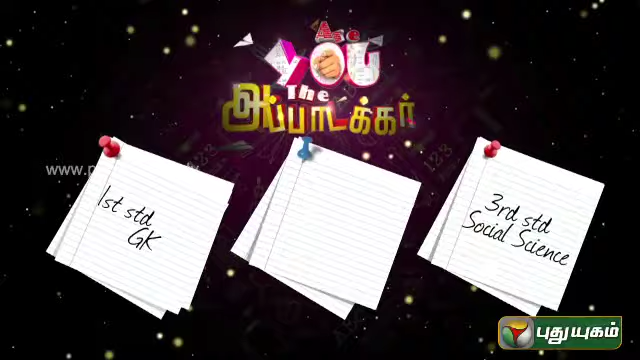 Are
YOU
The
அப்பாடக்கர்
1st std
GK
3rd std
Social Science
புதுயுகம்